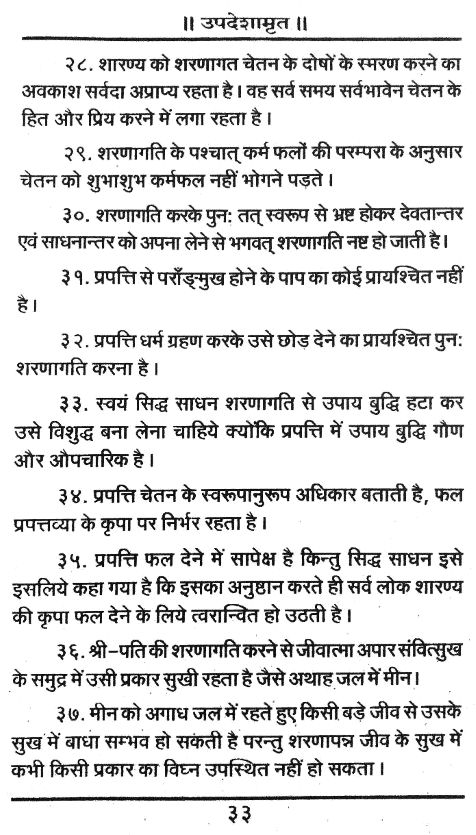 ॥ उपदेशामृत ॥
२८. शारण्य को शरणागत चेतन के दोषों के स्मरण करने का
अवकाश सर्वदा अप्राप्य रहता है। वह सर्व समय सर्वभावेन चेतन के
हित और प्रिय करने में लगा रहता है।
२९. शरणागति के पश्चात् कर्म फलों की परम्परा के अनुसार
चेतन को शुभाशुभ कर्मफल नहीं भोगने पड़ते।
३०. शरणागति करके पुन: तत् स्वरूप से भ्रष्ट होकर देवतान्तर
एवं साधनान्तर को अपना लेने से भगवत् शरणागति नष्ट हो जाती है।
३१. प्रपत्ति से पराँङ्मुख होने के पाप का कोई प्रायश्चित नहीं
है।
३२. प्रपत्ति धर्म ग्रहण करके उसे छोड़ देने का प्रायश्चित पुन:
शरणागति करना है।
३३. स्वयं सिद्ध साधन शरणागति से उपाय बुद्धि हटा कर
उसे विशुद्ध बना लेना चाहिये क्योंकि प्रपत्ति में उपाय बुद्धि गौण
और औपचारिक है।
३४. प्रपत्ति चेतन के स्वरूपानुरूप अधिकार बताती है, फल
प्रपत्तव्या के कृपा पर निर्भर रहता है।
३५. प्रपत्ति फल देने में सापेक्ष है किन्तु सिद्ध साधन इसे
इसलिये कहा गया है कि इसका अनुष्ठान करते ही सर्व लोक शारण्य
की कृपा फल देने के लिये त्वरान्वित हो उठती है।
३६. श्री-पति की शरणागति करने से जीवात्मा अपार संवित्सुख
के समुद्र में उसी प्रकार सुखी रहता है जैसे अथाह जल में मीन।
३७. मीन को अगाध जल में रहते हुए किसी बड़े जीव से उसके
सुख में बाधा सम्भव हो सकती है परन्तु शरणापन्न जीव के सुख में
कभी किसी प्रकार का विघ्न उपस्थित नहीं हो सकता।
३३